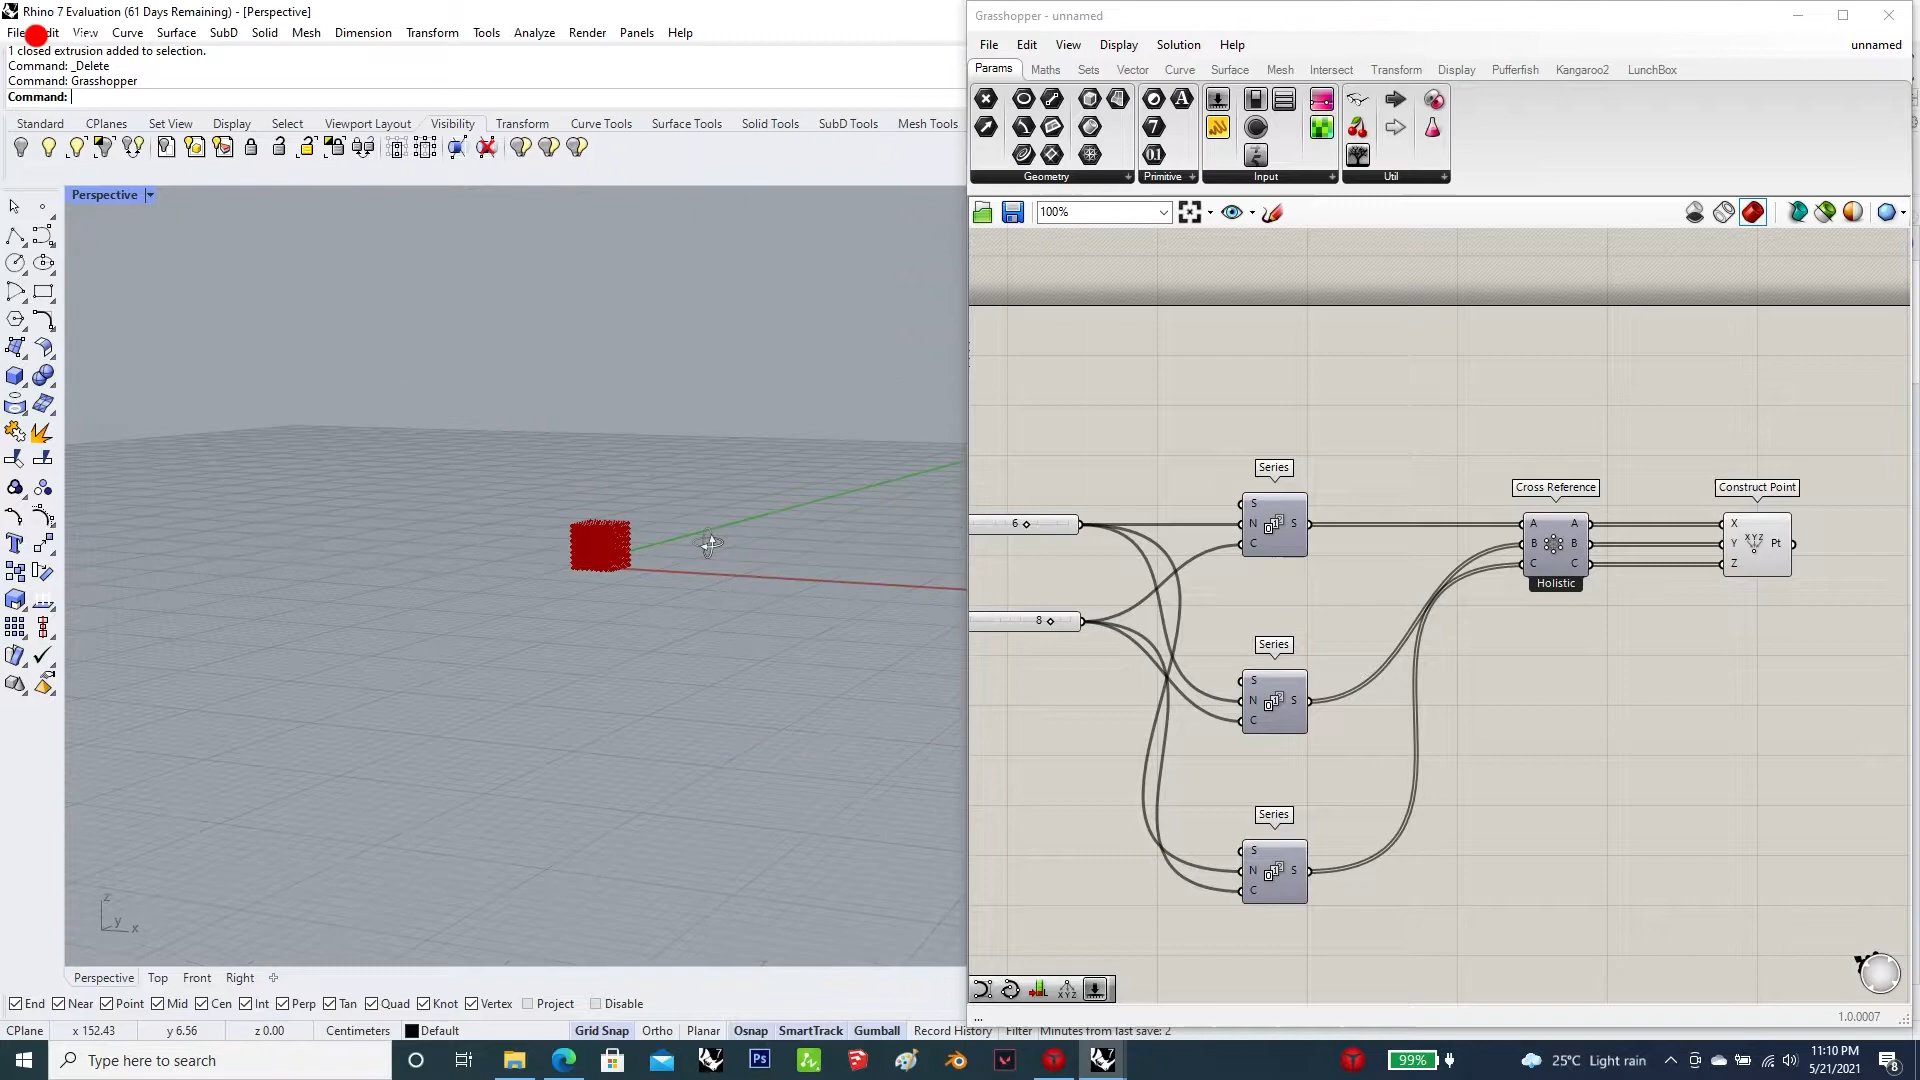 Rhino 7 Evaluation (61 Days Remaining) - [Perspective]
File Edit View Curve Surface SubD Solid Mesh Dimension Transform Tools Analyze Render Panels Help
1 closed extrusion added to selection.
Command: _Delete
Command: Grasshopper
Command:
Standard CPlanes Set View Display Select Viewport Layout Visibility Transform Curve Tools Surface Tools Solid Tools SubD Tools Mesh Tools
Perspective
z
y
x
Perspective Top Front Right
End Near Point Mid Cen Int Perp Tan Quad Knot Vertex Project Disable
CPlane x 152.43 y 6.56 z 0.00 Centimeters Default Grid Snap Ortho Planar Osnap SmartTrack Gumball Record History Filter Minutes from last save: 2
Grasshopper - unnamed
File Edit View Display Solution Help unnamed
Params Maths Sets Vector Curve Surface Mesh Intersect Transform Display Pufferfish Kangaroo2 LunchBox
Geometry Primitive Input Util
100%
Series
S
N
C
S
6
8
Series
S
N
C
S
Series
S
N
C
S
Cross Reference
A A
B B
C C
Holistic
Construct Point
X
Y
Z
XYZ
Pt
XYZ
...
1.0.0007
Type here to search
Ps
99%
25°C Light rain
11:10 PM
5/21/2021
8